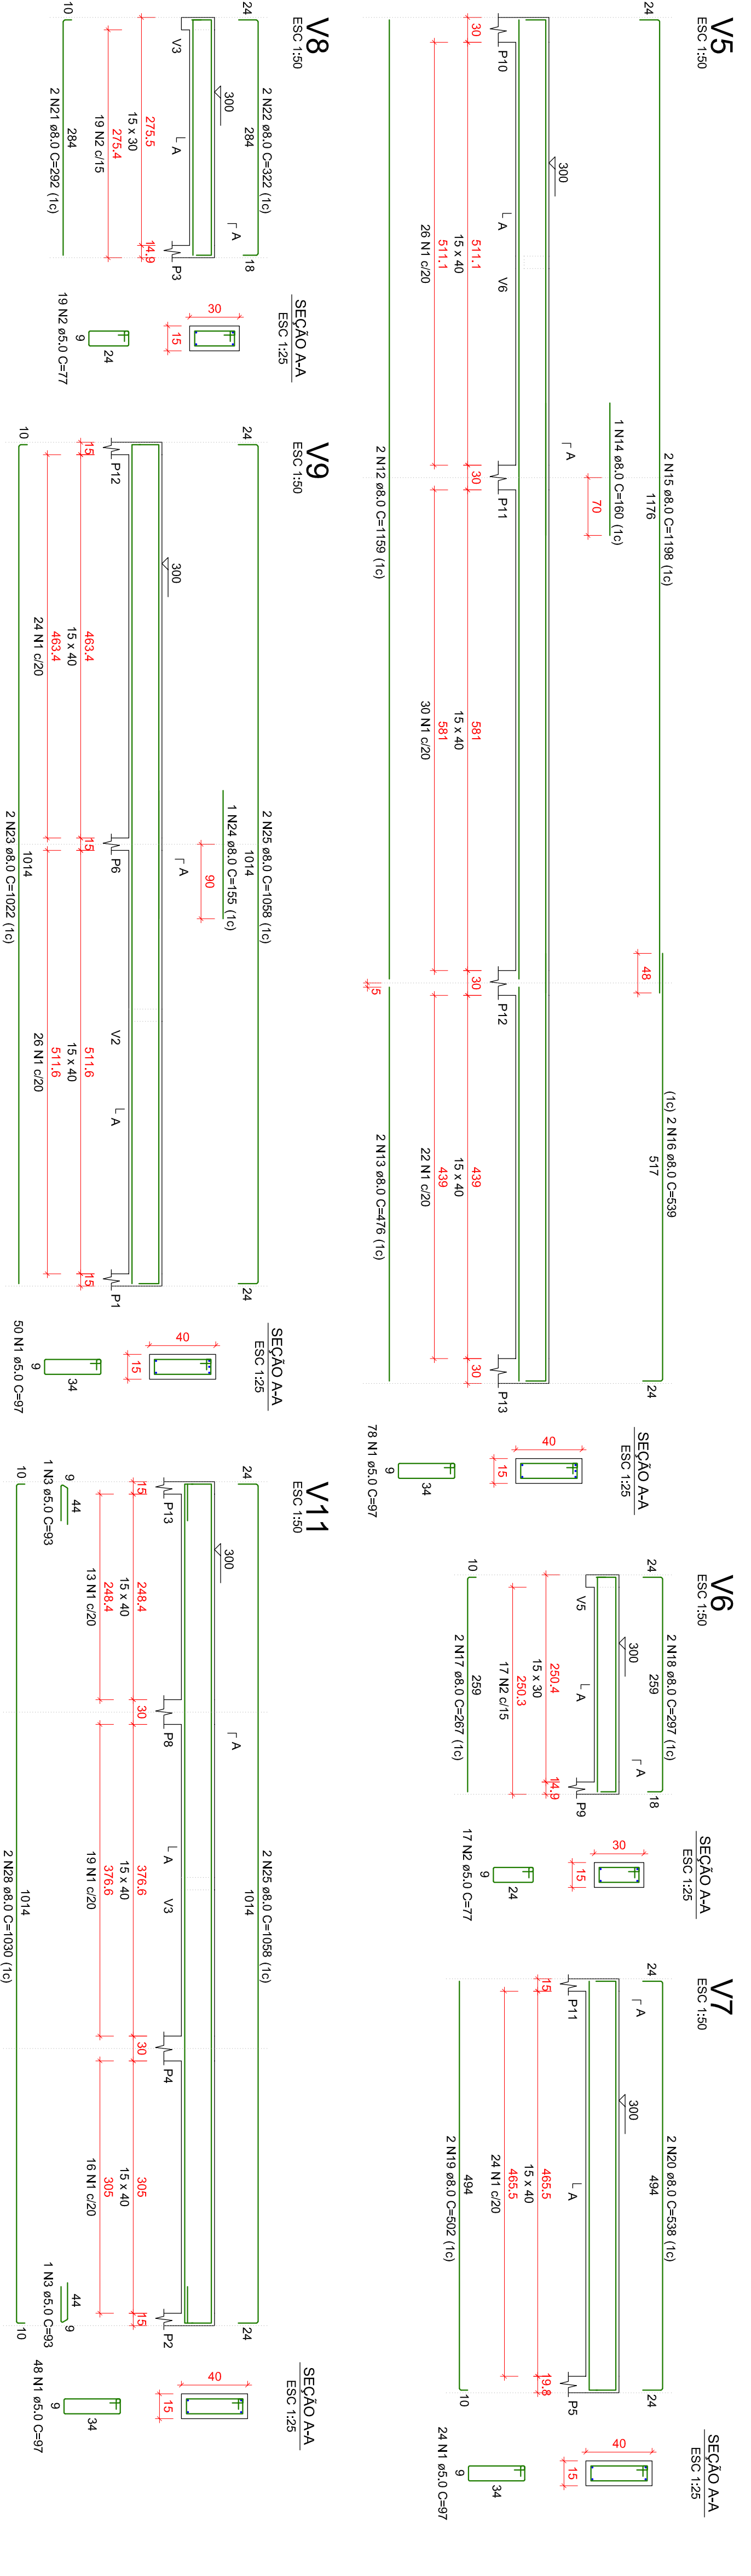 V5
ESC 1:50
24
2 N15 ø8.0 C=1198 (1c)
1176
48
(1c) 2 N16 ø8.0 C=539
517
24
1 N14 ø8.0 C=160 (1c)
70
A
300
30
P10
A
V6
30
P11
30
P12
30
P13
511.1
15 x 40
511.1
26 N1 c/20
581
15 x 40
581
30 N1 c/20
439
15 x 40
439
22 N1 c/20
2 N12 ø8.0 C=1159 (1c)
5
2 N13 ø8.0 C=476 (1c)
SEÇÃO A-A
ESC 1:25
40
15
34
9
78 N1 ø5.0 C=97
V6
ESC 1:50
24
2 N18 ø8.0 C=297 (1c)
259
18
A
300
V5
A
P9
250.4
14.9
15 x 30
250.3
17 N2 c/15
10
259
2 N17 ø8.0 C=267 (1c)
SEÇÃO A-A
ESC 1:25
30
15
24
9
17 N2 ø5.0 C=77
V7
ESC 1:50
24
2 N20 ø8.0 C=538 (1c)
494
24
A
300
P11
A
P5
15
465.5
19.8
15 x 40
465.5
24 N1 c/20
494
10
2 N19 ø8.0 C=502 (1c)
SEÇÃO A-A
ESC 1:25
40
15
34
9
24 N1 ø5.0 C=97
V8
ESC 1:50
24
2 N22 ø8.0 C=322 (1c)
284
18
A
300
V3
A
P3
275.5
14.9
15 x 30
275.4
19 N2 c/15
10
284
2 N21 ø8.0 C=292 (1c)
SEÇÃO A-A
ESC 1:25
30
15
24
9
19 N2 ø5.0 C=77
V9
ESC 1:50
24
2 N25 ø8.0 C=1058 (1c)
1014
24
1 N24 ø8.0 C=155 (1c)
90
A
300
P12
P6
V2
A
P1
15
463.4
15
511.6
15
15 x 40
15 x 40
463.4
511.6
24 N1 c/20
26 N1 c/20
10
1014
2 N23 ø8.0 C=1022 (1c)
SEÇÃO A-A
ESC 1:25
40
15
34
9
50 N1 ø5.0 C=97
V11
ESC 1:50
24
2 N25 ø8.0 C=1058 (1c)
1014
24
A
300
P13
P8
A
V3
P4
P2
15
248.4
30
376.6
30
305
15
15 x 40
15 x 40
15 x 40
248.4
376.6
305
13 N1 c/20
19 N1 c/20
16 N1 c/20
9
44
1 N3 ø5.0 C=93
44
9
1 N3 ø5.0 C=93
10
1014
10
2 N28 ø8.0 C=1030 (1c)
SEÇÃO A-A
ESC 1:25
40
15
34
9
48 N1 ø5.0 C=97